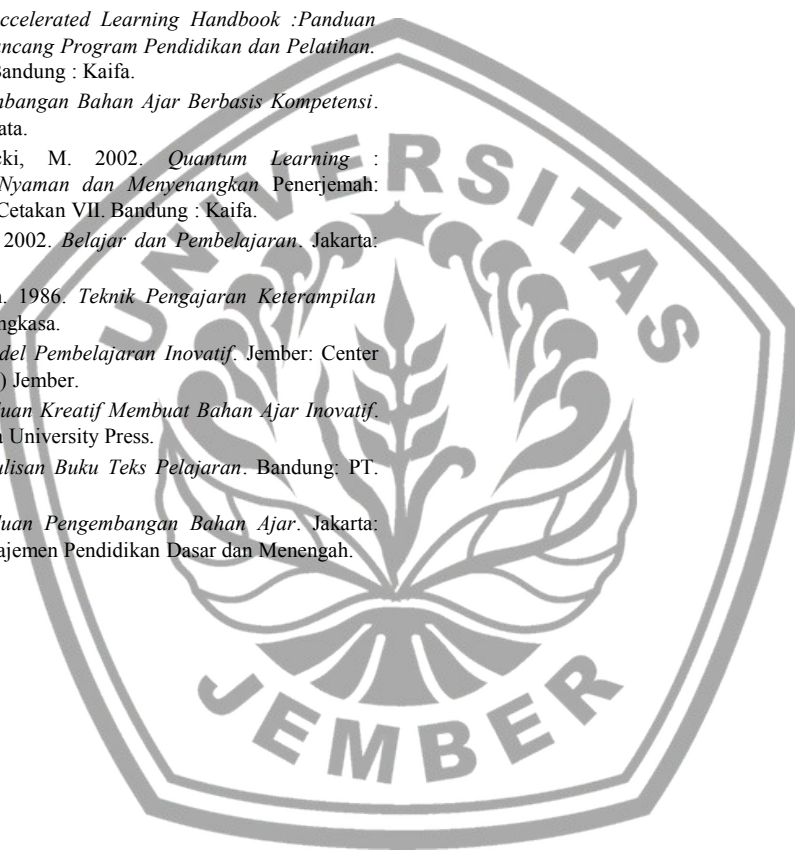 ccelerated Learning Handbook :Panduan
ncang Program Pendidikan dan Pelatihan.
Bandung : Kaifa.
mbangan Bahan Ajar Berbasis Kompetensi.
ata.
cki, M. 2002. Quantum Learning :
Nyaman dan Menyenangkan Penerjemah:
Cetakan VII. Bandung : Kaifa.
2002. Belajar dan Pembelajaran. Jakarta:
n. 1986. Teknik Pengajaran Keterampilan
ngkasa.
del Pembelajaran Inovatif. Jember: Center
) Jember.
duan Kreatif Membuat Bahan Ajar Inovatif.
a University Press.
ulisan Buku Teks Pelajaran. Bandung: PT.
duan Pengembangan Bahan Ajar. Jakarta:
ajemen Pendidikan Dasar dan Menengah.
UNIVERSITAS
JEMBER